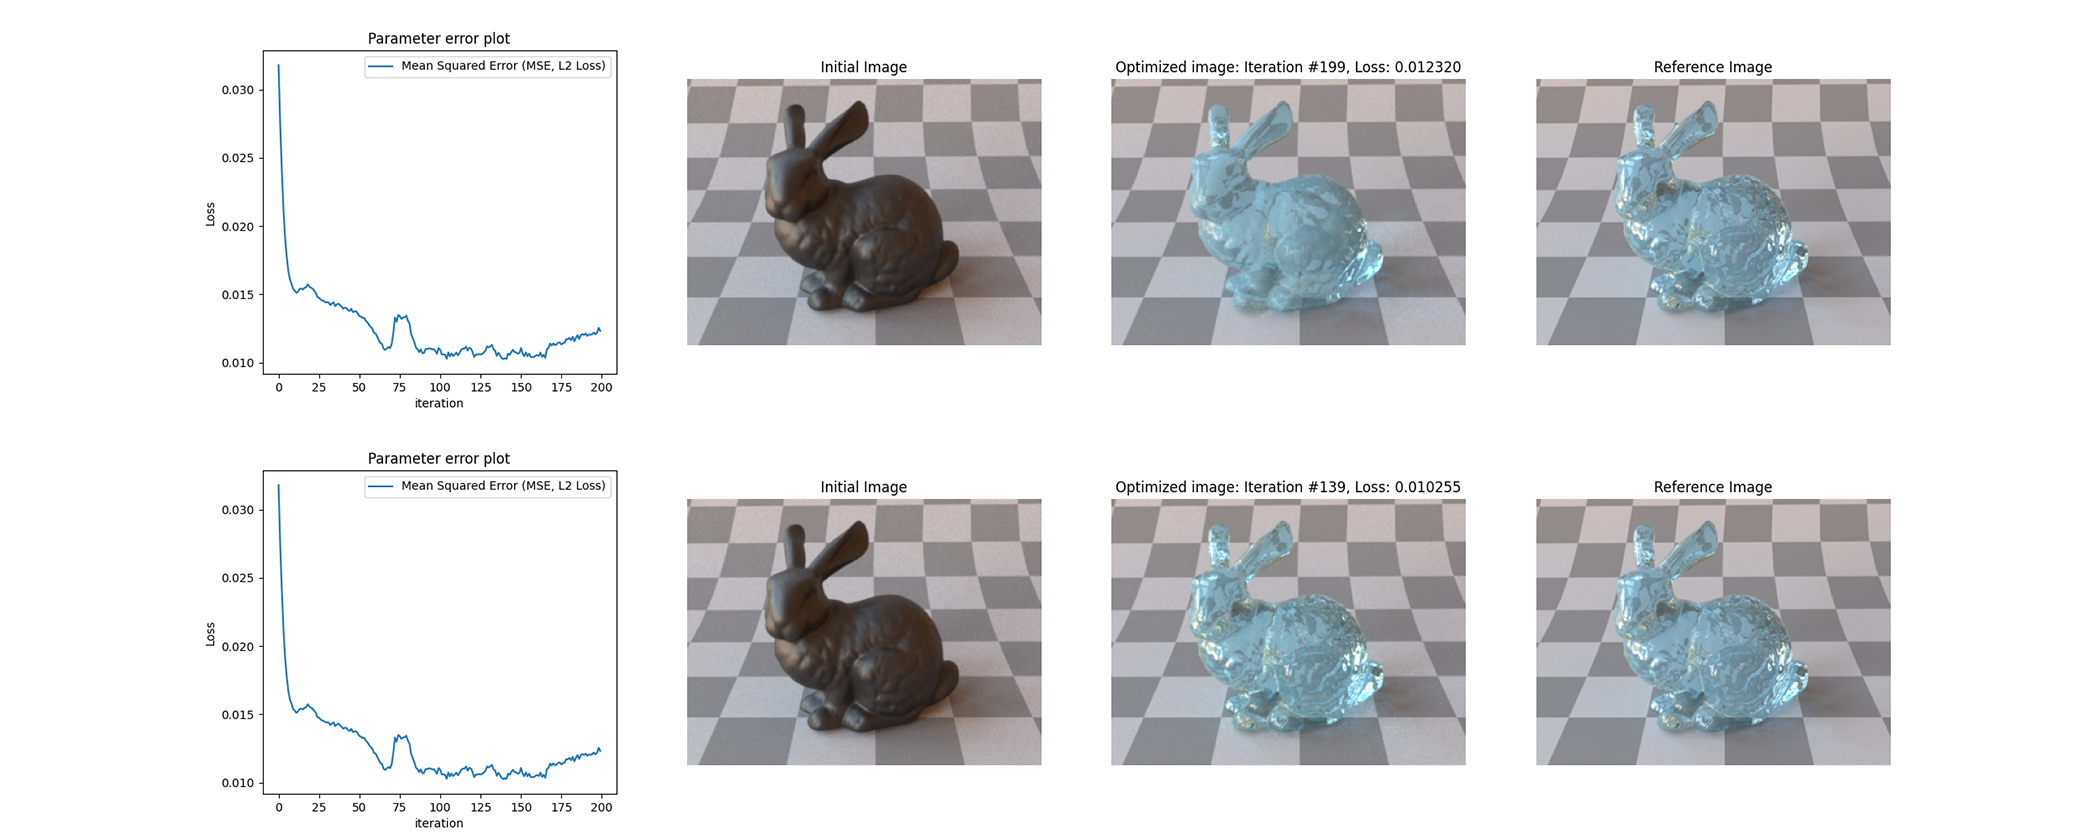 Parameter error plot
Mean Squared Error (MSE, L2 Loss)
0.030
0.025
0.020
0.015
0.010
Loss
0 25 50 75 100 125 150 175 200
iteration
Initial Image
Optimized image: Iteration #199, Loss: 0.012320
Reference Image
Parameter error plot
Mean Squared Error (MSE, L2 Loss)
0.030
0.025
0.020
0.015
0.010
Loss
0 25 50 75 100 125 150 175 200
iteration
Initial Image
Optimized image: Iteration #139, Loss: 0.010255
Reference Image